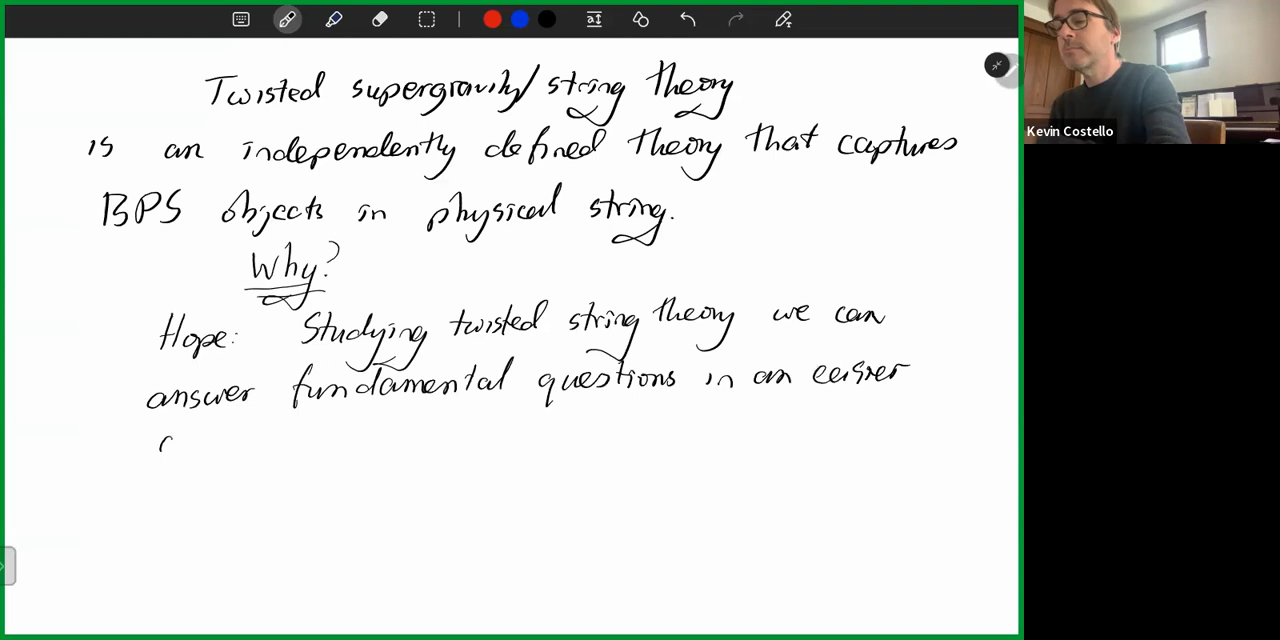 Twisted supergravity/string theory
is an independently defined theory that captures
BPS objects in physical string.
Why?
Hope: Studying twisted string theory we can
answer fundamental questions in an easier
Kevin Costello